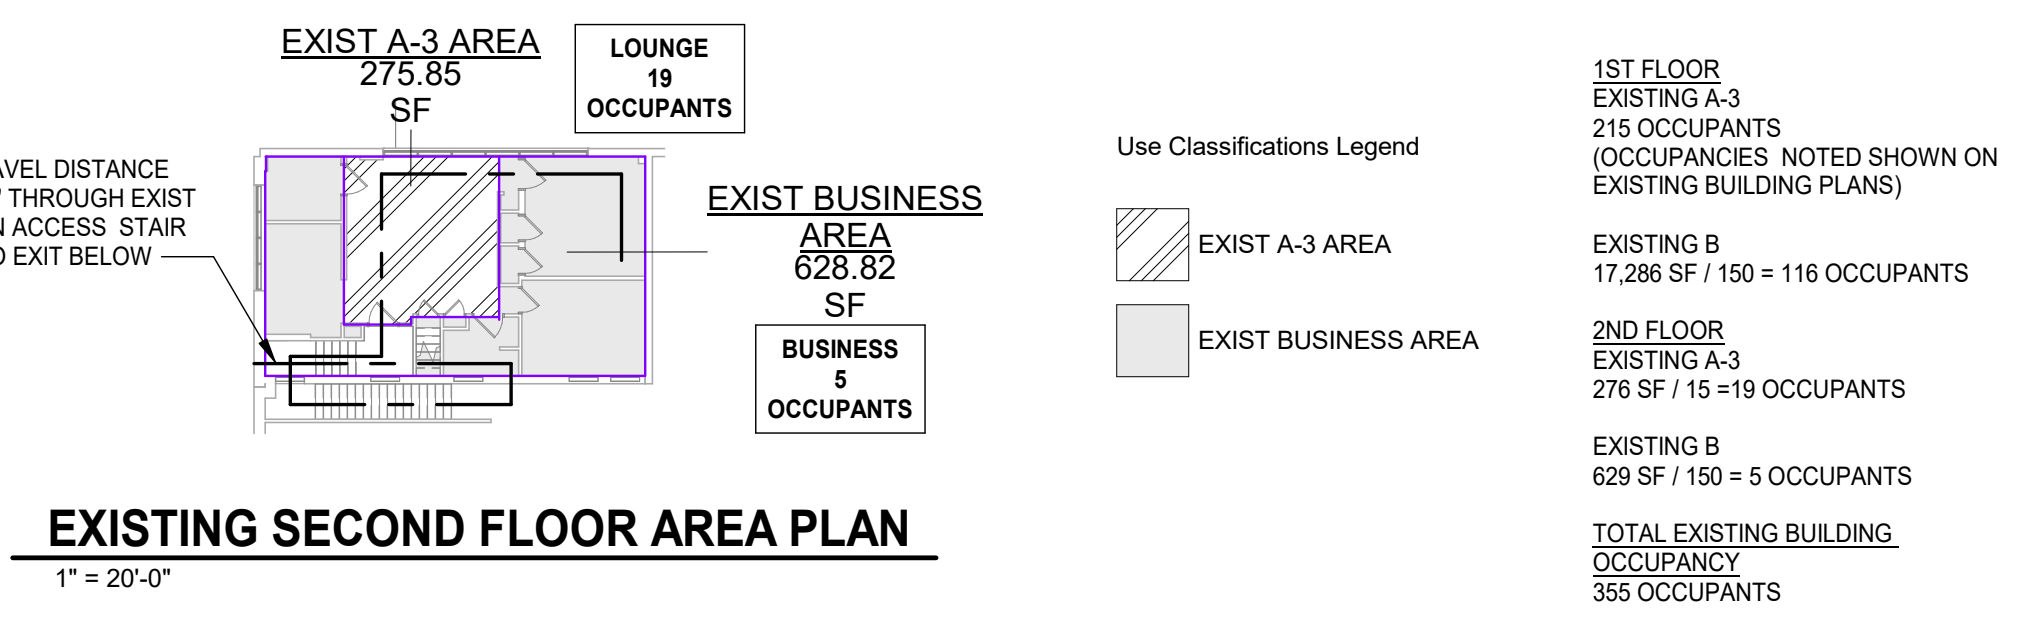 EXIST A-3 AREA
275.85
SF
LOUNGE
19
OCCUPANTS
TRAVEL DISTANCE
THROUGH EXIST
ACCESS STAIR
EXIT BELOW
EXIST BUSINESS
AREA
628.82
SF
BUSINESS
5
OCCUPANTS
EXISTING SECOND FLOOR AREA PLAN
1" = 20'-0"
Use Classifications Legend
EXIST A-3 AREA
EXIST BUSINESS AREA
1ST FLOOR
EXISTING A-3
215 OCCUPANTS
(OCCUPANCIES NOTED SHOWN ON
EXISTING BUILDING PLANS)
EXISTING B
17,286 SF / 150 = 116 OCCUPANTS
2ND FLOOR
EXISTING A-3
276 SF / 15 =19 OCCUPANTS
EXISTING B
629 SF / 150 = 5 OCCUPANTS
TOTAL EXISTING BUILDING
OCCUPANCY
355 OCCUPANTS